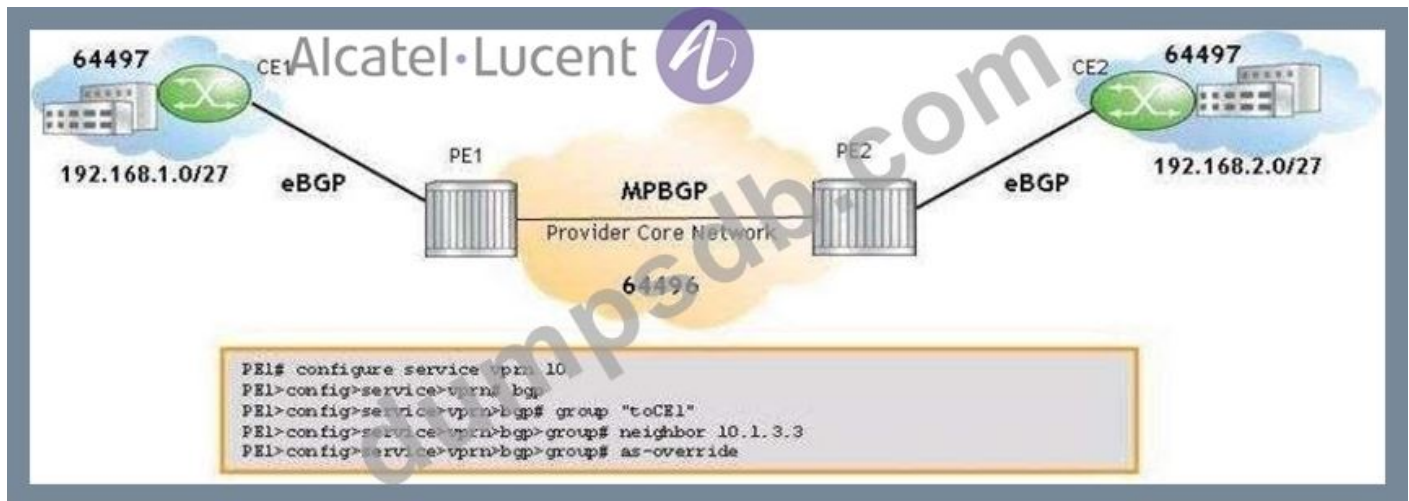 Alcatel·Lucent
64497
CE1
192.168.1.0/27
eBGP
PE1
MPBGP
Provider Core Network
64496
PE2
eBGP
CE2
64497
192.168.2.0/27
PE1# configure service vprn 10
PE1>config>service>vprn# bgp
PE1>config>service>vprn>bgp# group "toCE1"
PE1>config>service>vprn>bgp>group# neighbor 10.1.3.3
PE1>config>service>vprn>bgp>group# as-override
dumpsdb.com